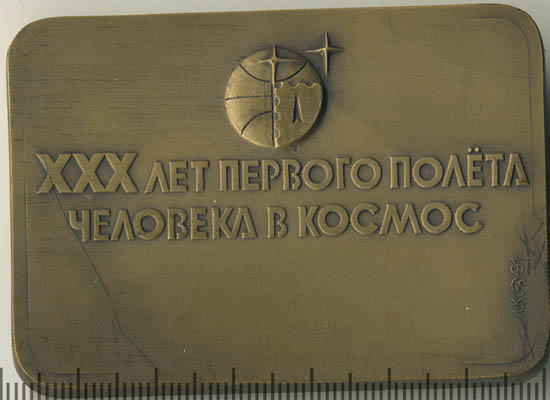 XXX ЛЕТ ПЕРВОГО ПОЛЁТА
ЧЕЛОВЕКА В КОСМОС